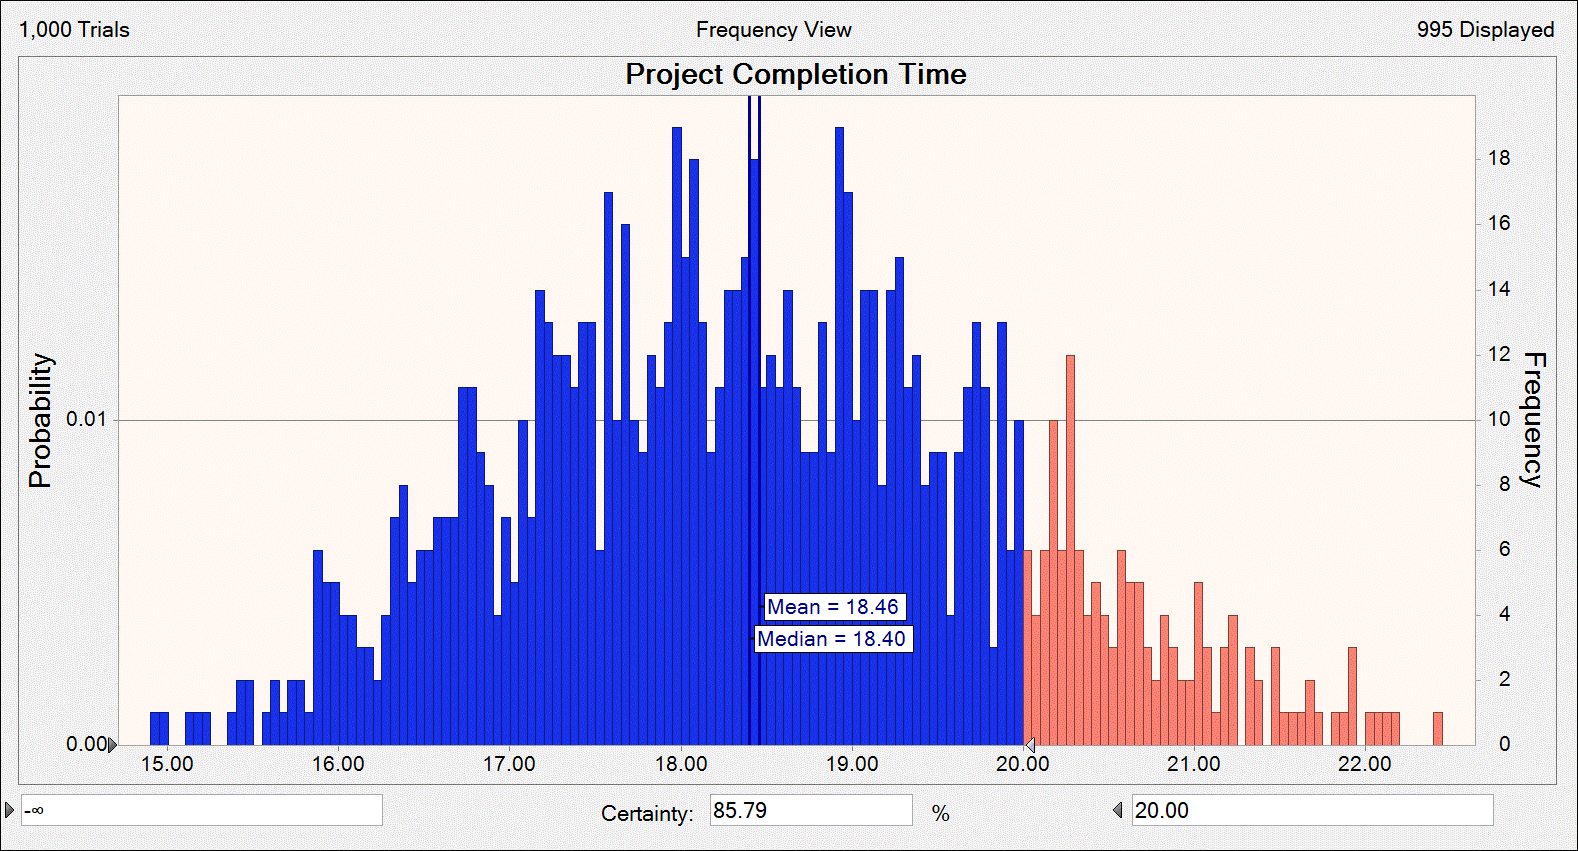 1,000 Trials
Frequency View
995 Displayed
Project Completion Time
Probability
0.01
0.00
18
16
14
12
10
8
6
4
2
0
Frequency
Mean = 18.46
Median = 18.40
15.00
16.00
17.00
18.00
19.00
20.00
21.00
22.00
-∞
Certainty:
85.79
%
20.00